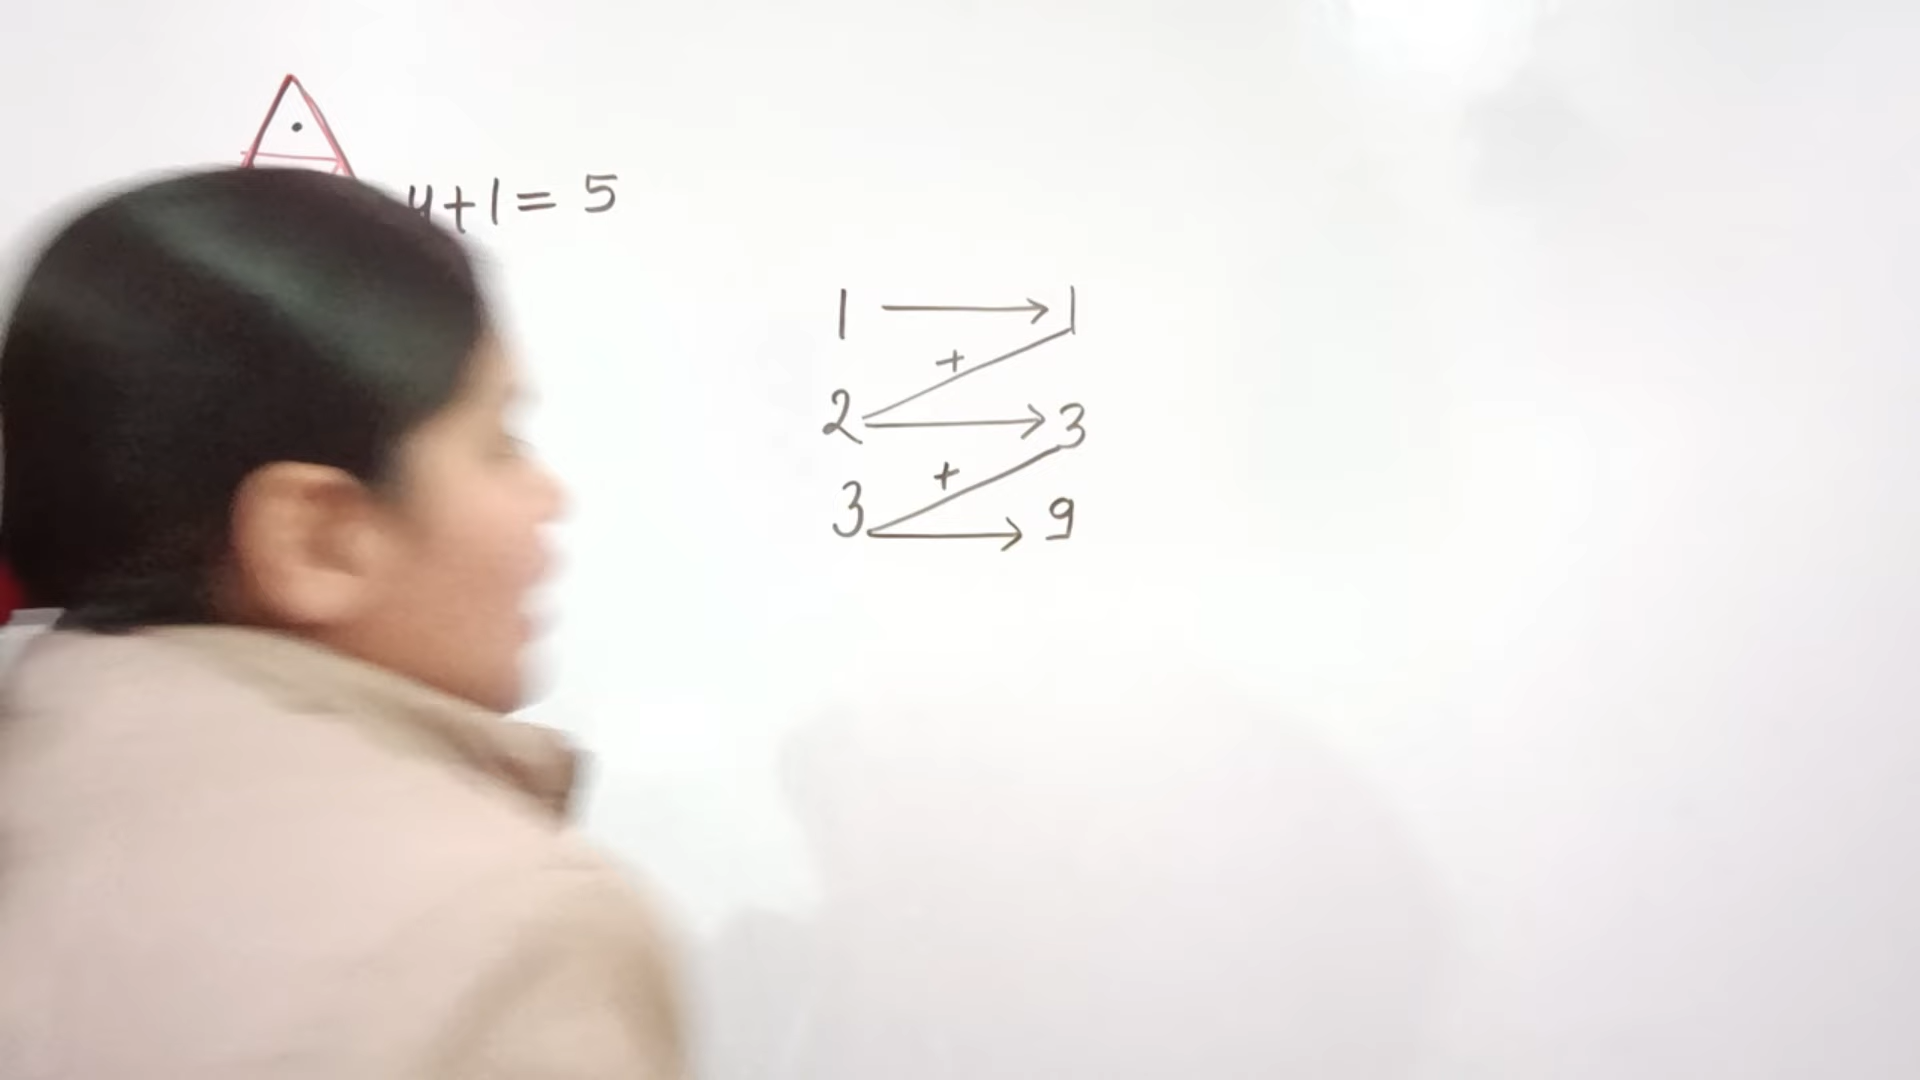 4+1= 5
1 → 1
+
2 → 3
+
3 → 9